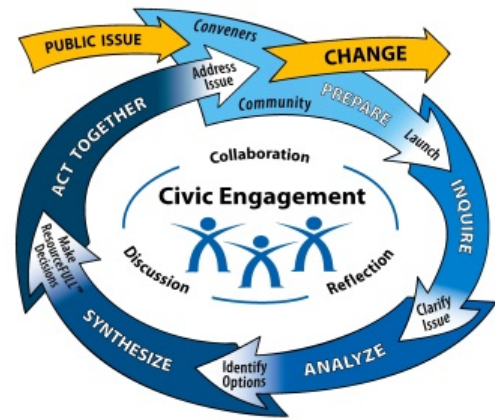 PUBLIC ISSUE
Conveners
Address
Issue
CHANGE
Community
PREPARE
Launch
INQUIRE
Clarify
Issue
ANALYZE
Identify
Options
SYNTHESIZE
Make
ResourceFULL™
Decisions
ACT TOGETHER
Collaboration
Civic Engagement
Discussion
Reflection